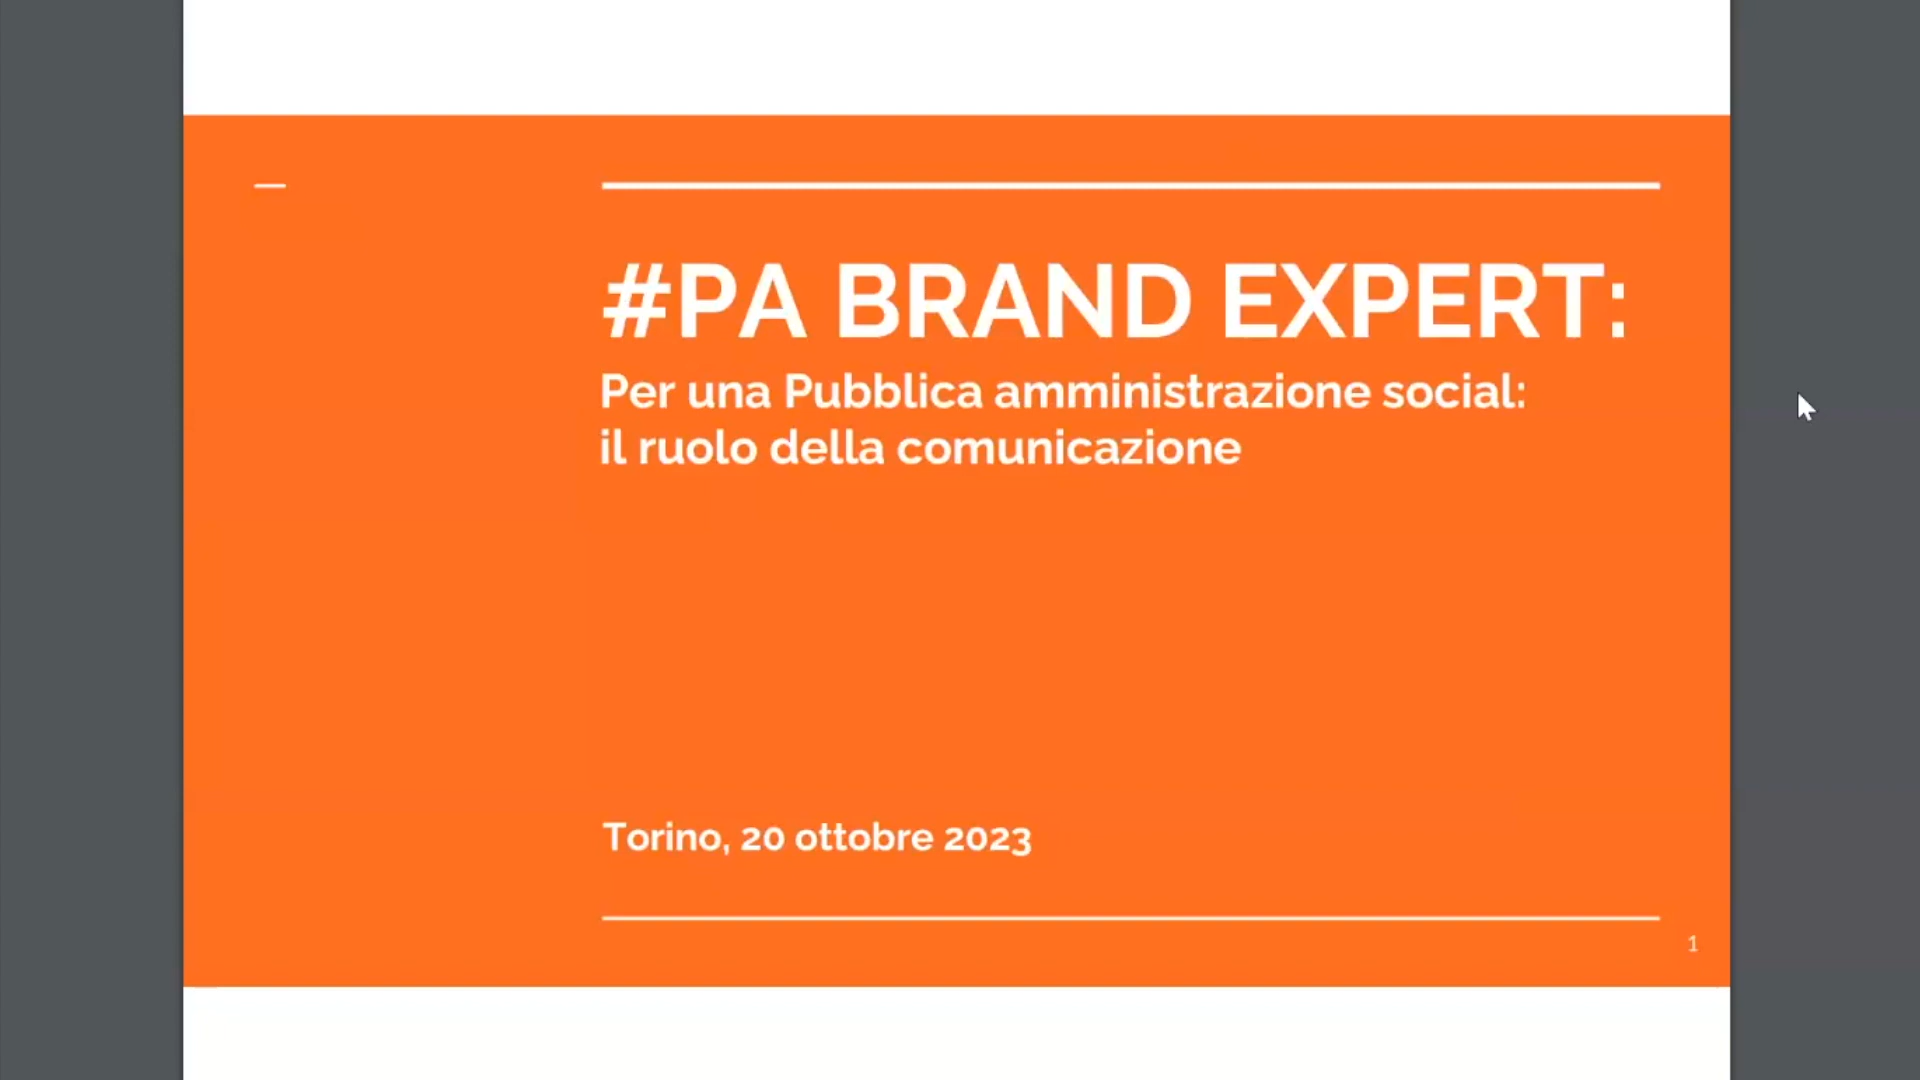 #PA BRAND EXPERT:
Per una Pubblica amministrazione social:
il ruolo della comunicazione
Torino, 20 ottobre 2023
1